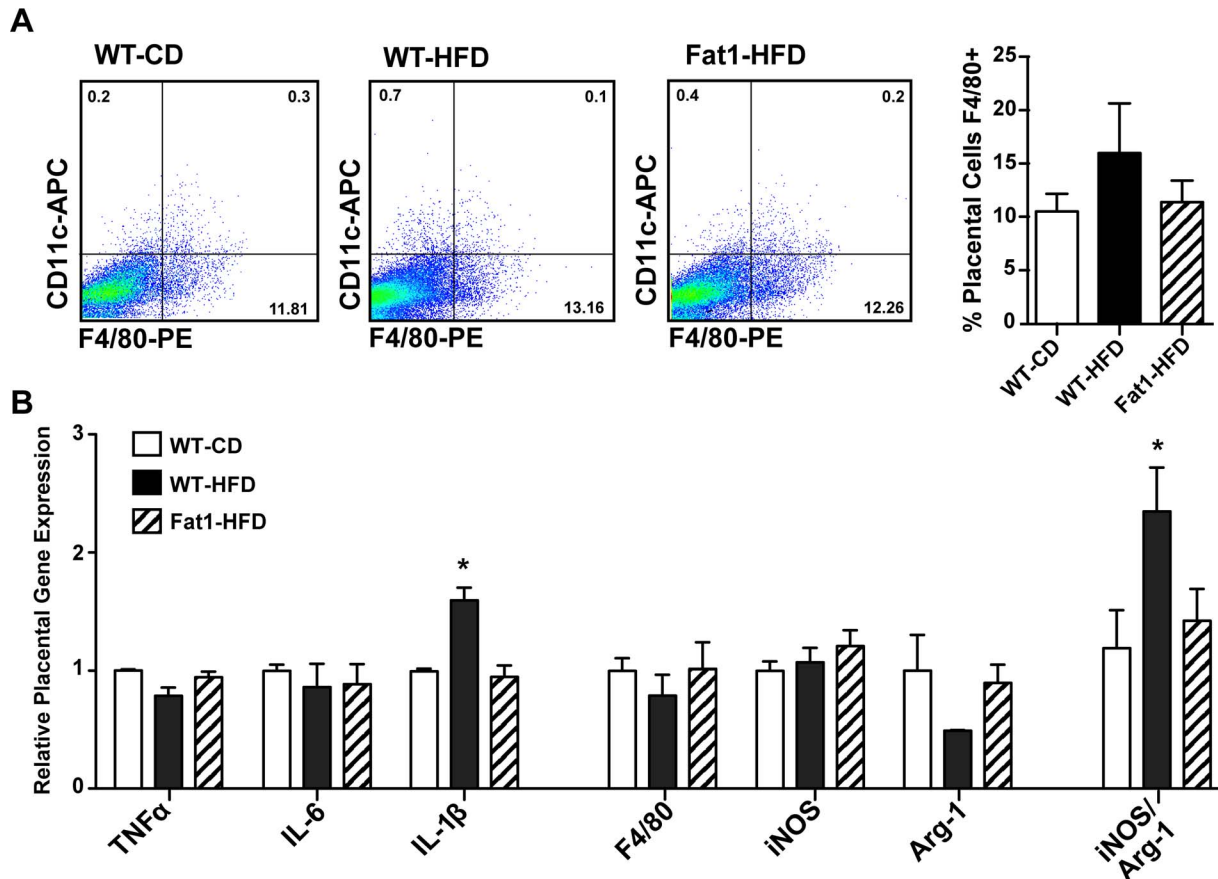 A
WT-CD
WT-HFD
Fat1-HFD
0.2
0.3
11.81
CD11c-APC
F4/80-PE
0.7
0.1
13.16
CD11c-APC
F4/80-PE
0.4
0.2
12.26
CD11c-APC
F4/80-PE
% Placental Cells F4/80+
25
20
15
10
5
0
WT-CD
WT-HFD
Fat1-HFD
B
Relative Placental Gene Expression
3
2
1
0
WT-CD
WT-HFD
Fat1-HFD
*
*
TNFα
IL-6
IL-1β
F4/80
iNOS
Arg-1
iNOS/
Arg-1